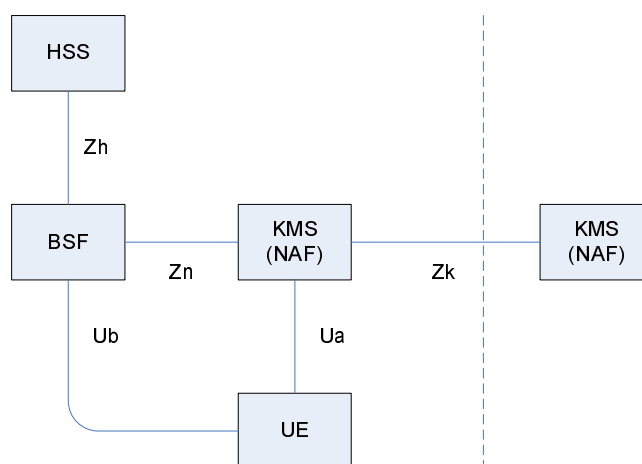 HSS
Zh
BSF
Zn
KMS
(NAF)
Zk
KMS
(NAF)
Ub
Ua
UE